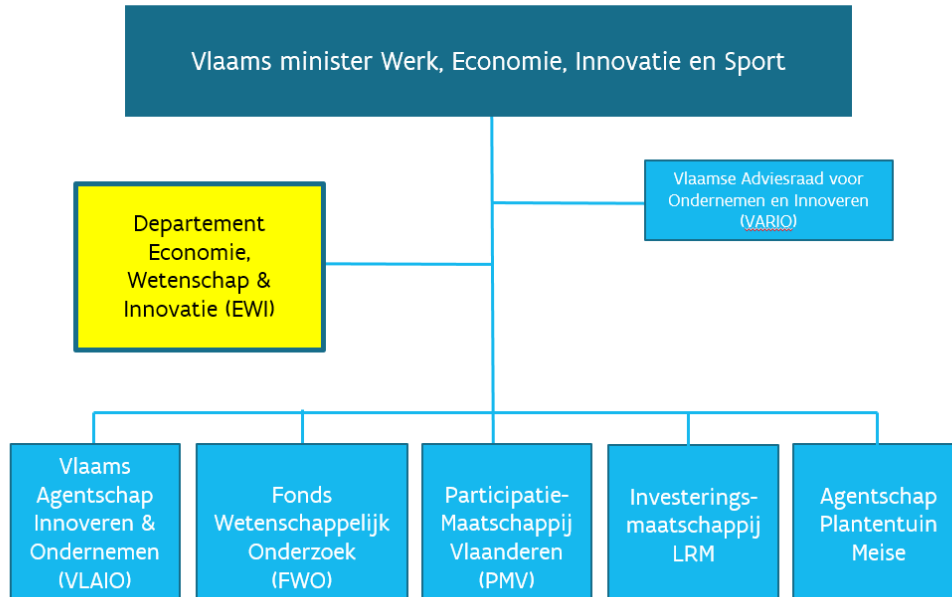 Vlaams minister Werk, Economie, Innovatie en Sport
Vlaamse Adviesraad voor
Ondernemen en Innoveren
(VARIO)
Departement
Economie,
Wetenschap &
Innovatie (EWI)
Vlaams
Agentschap
Innoveren &
Ondernemen
(VLAIO)
Fonds
Wetenschappelijk
Onderzoek
(FWO)
Participatie-
Maatschappij
Vlaanderen
(PMV)
Investerings-
maatschappij
LRM
Agentschap
Plantentuin
Meise